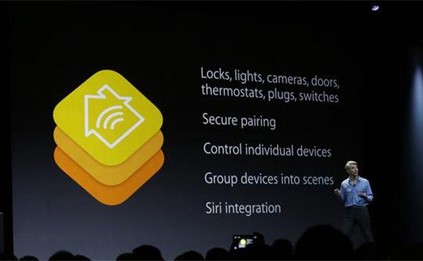 Locks, lights, cameras, doors,
thermostats, plugs, switches
Secure pairing
Control individual devices
Group devices into scenes
Siri integration